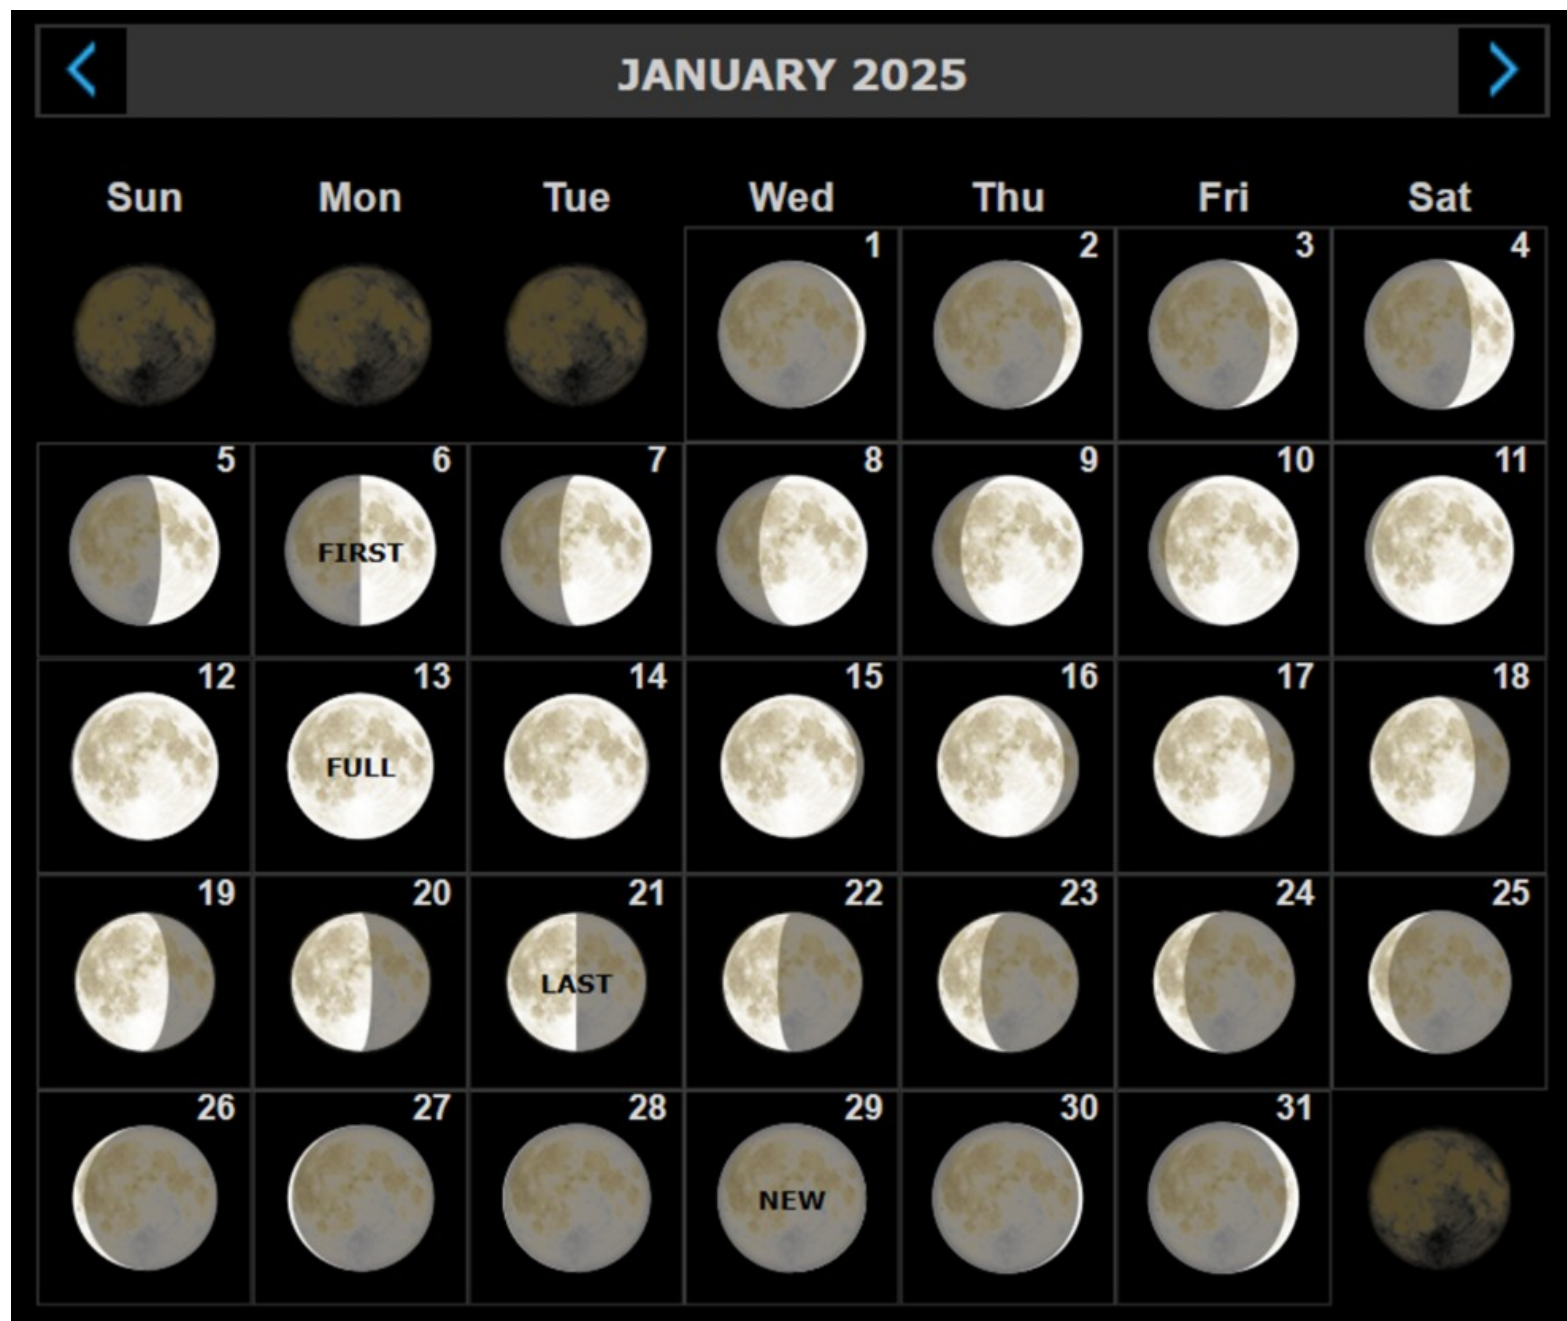 JANUARY 2025
Sun Mon Tue Wed Thu Fri Sat
1 2 3 4
5 6 7 8 9 10 11
FIRST
12 13 14 15 16 17 18
FULL
19 20 21 22 23 24 25
LAST
26 27 28 29 30 31
NEW